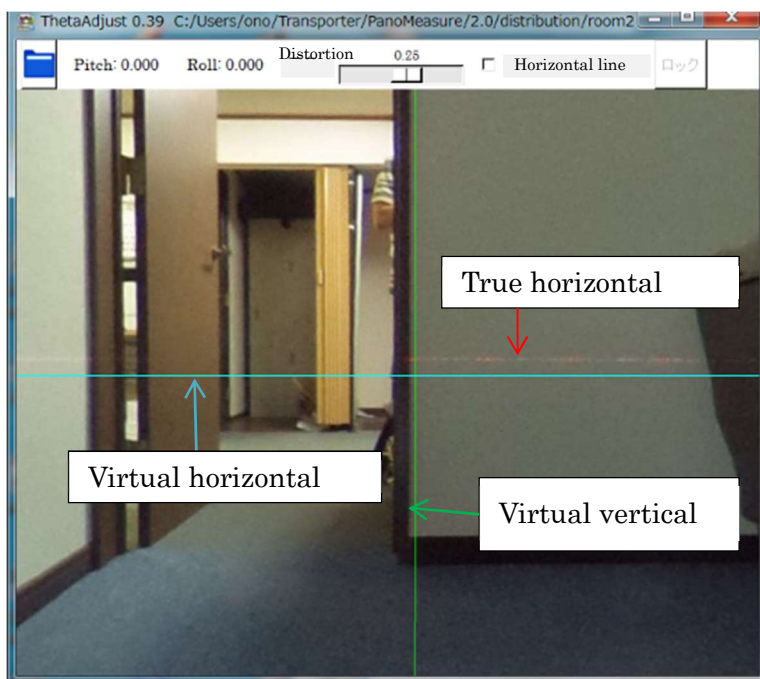 ThetaAdjust 0.39 C:/Users/ono/Transporter/PanoMeasure/2.0/distribution/room2
Pitch: 0.000 Roll: 0.000 Distortion 0.25 Horizontal line ロック
True horizontal
Virtual horizontal
Virtual vertical